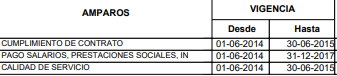 AMPAROS VIGENCIA
Desde Hasta
CUMPLIMIENTO DE CONTRATO 01-06-2014 30-06-2015
PAGO SALARIOS, PRESTACIONES SOCIALES, IN 01-06-2014 31-12-2017
CALIDAD DE SERVICIO 01-06-2014 30-06-2015